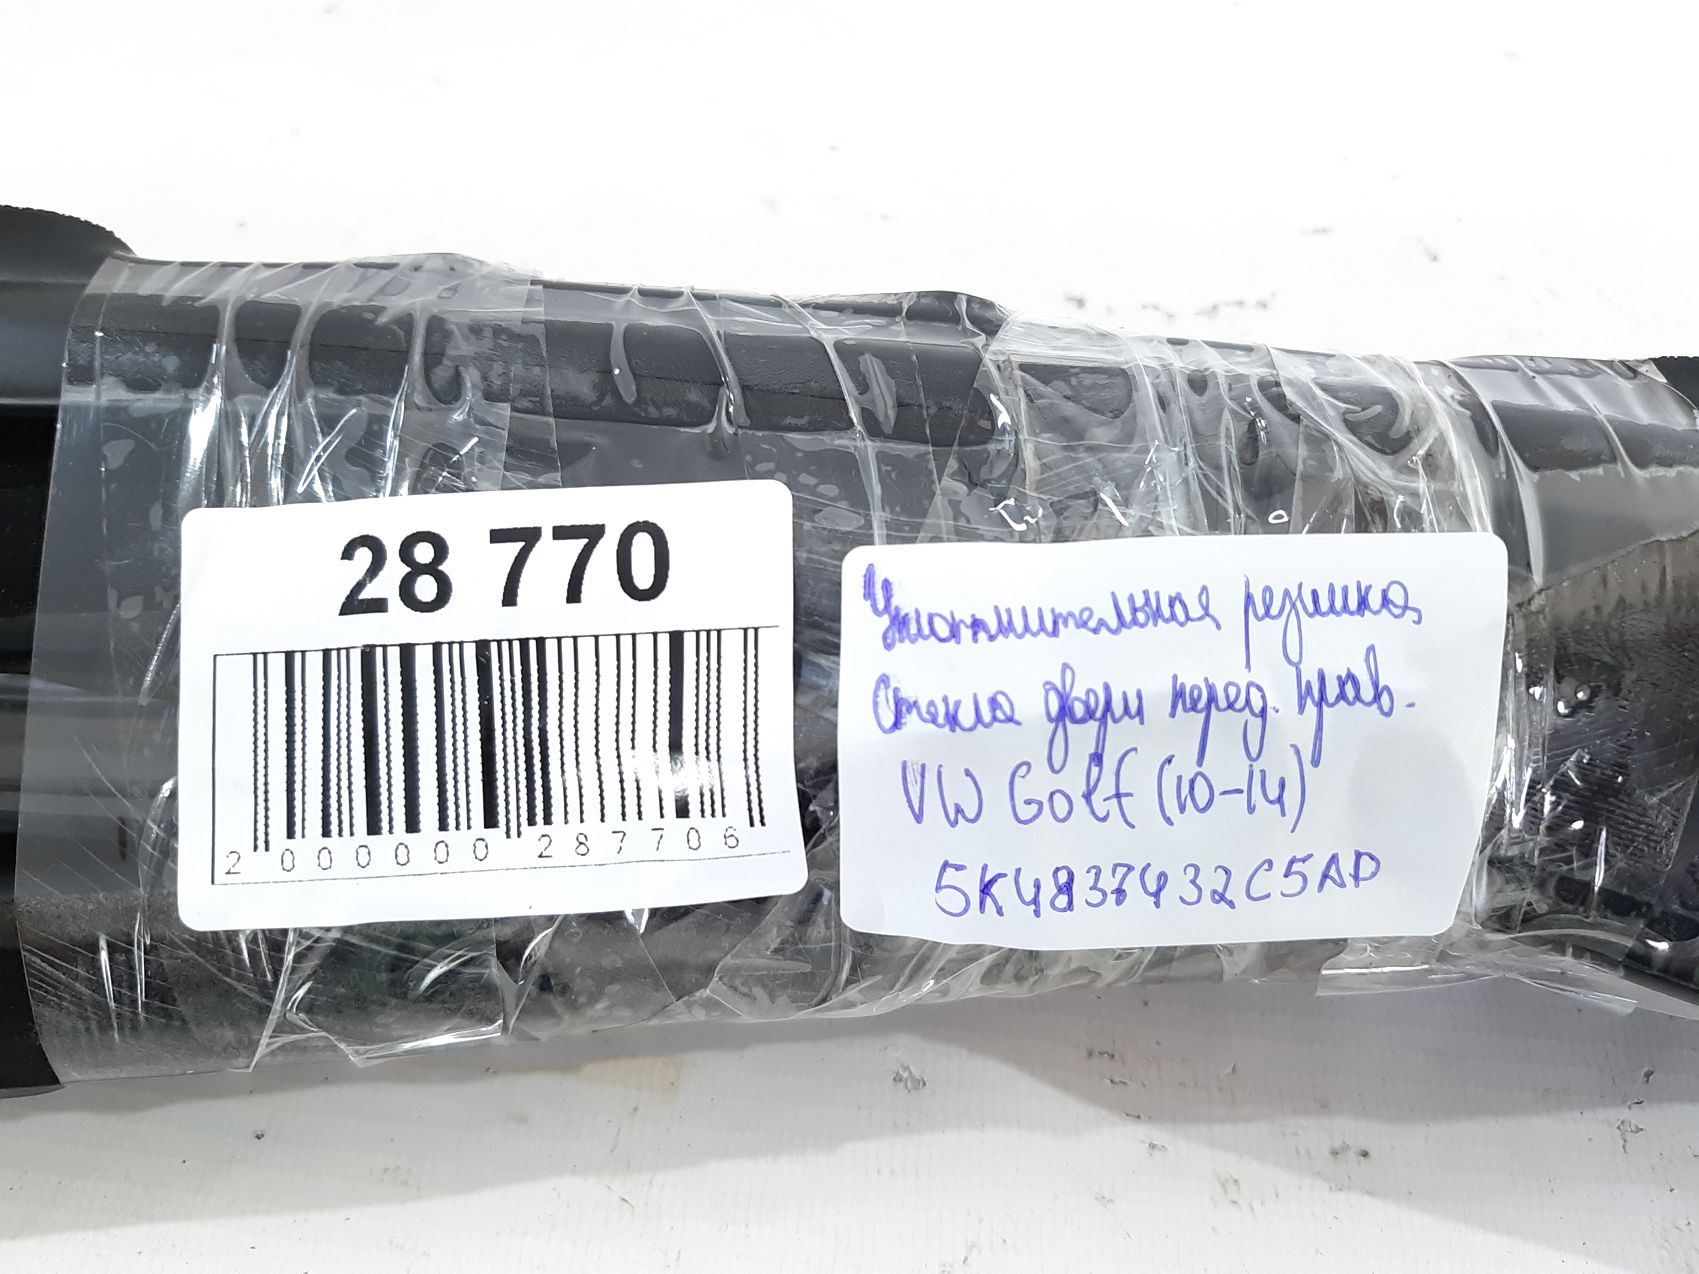 28 770
2 000000 287706
Уплотнительная резинка
стекла двери перед. прав.
VW Golf (10-14)
5K4837432C5AP